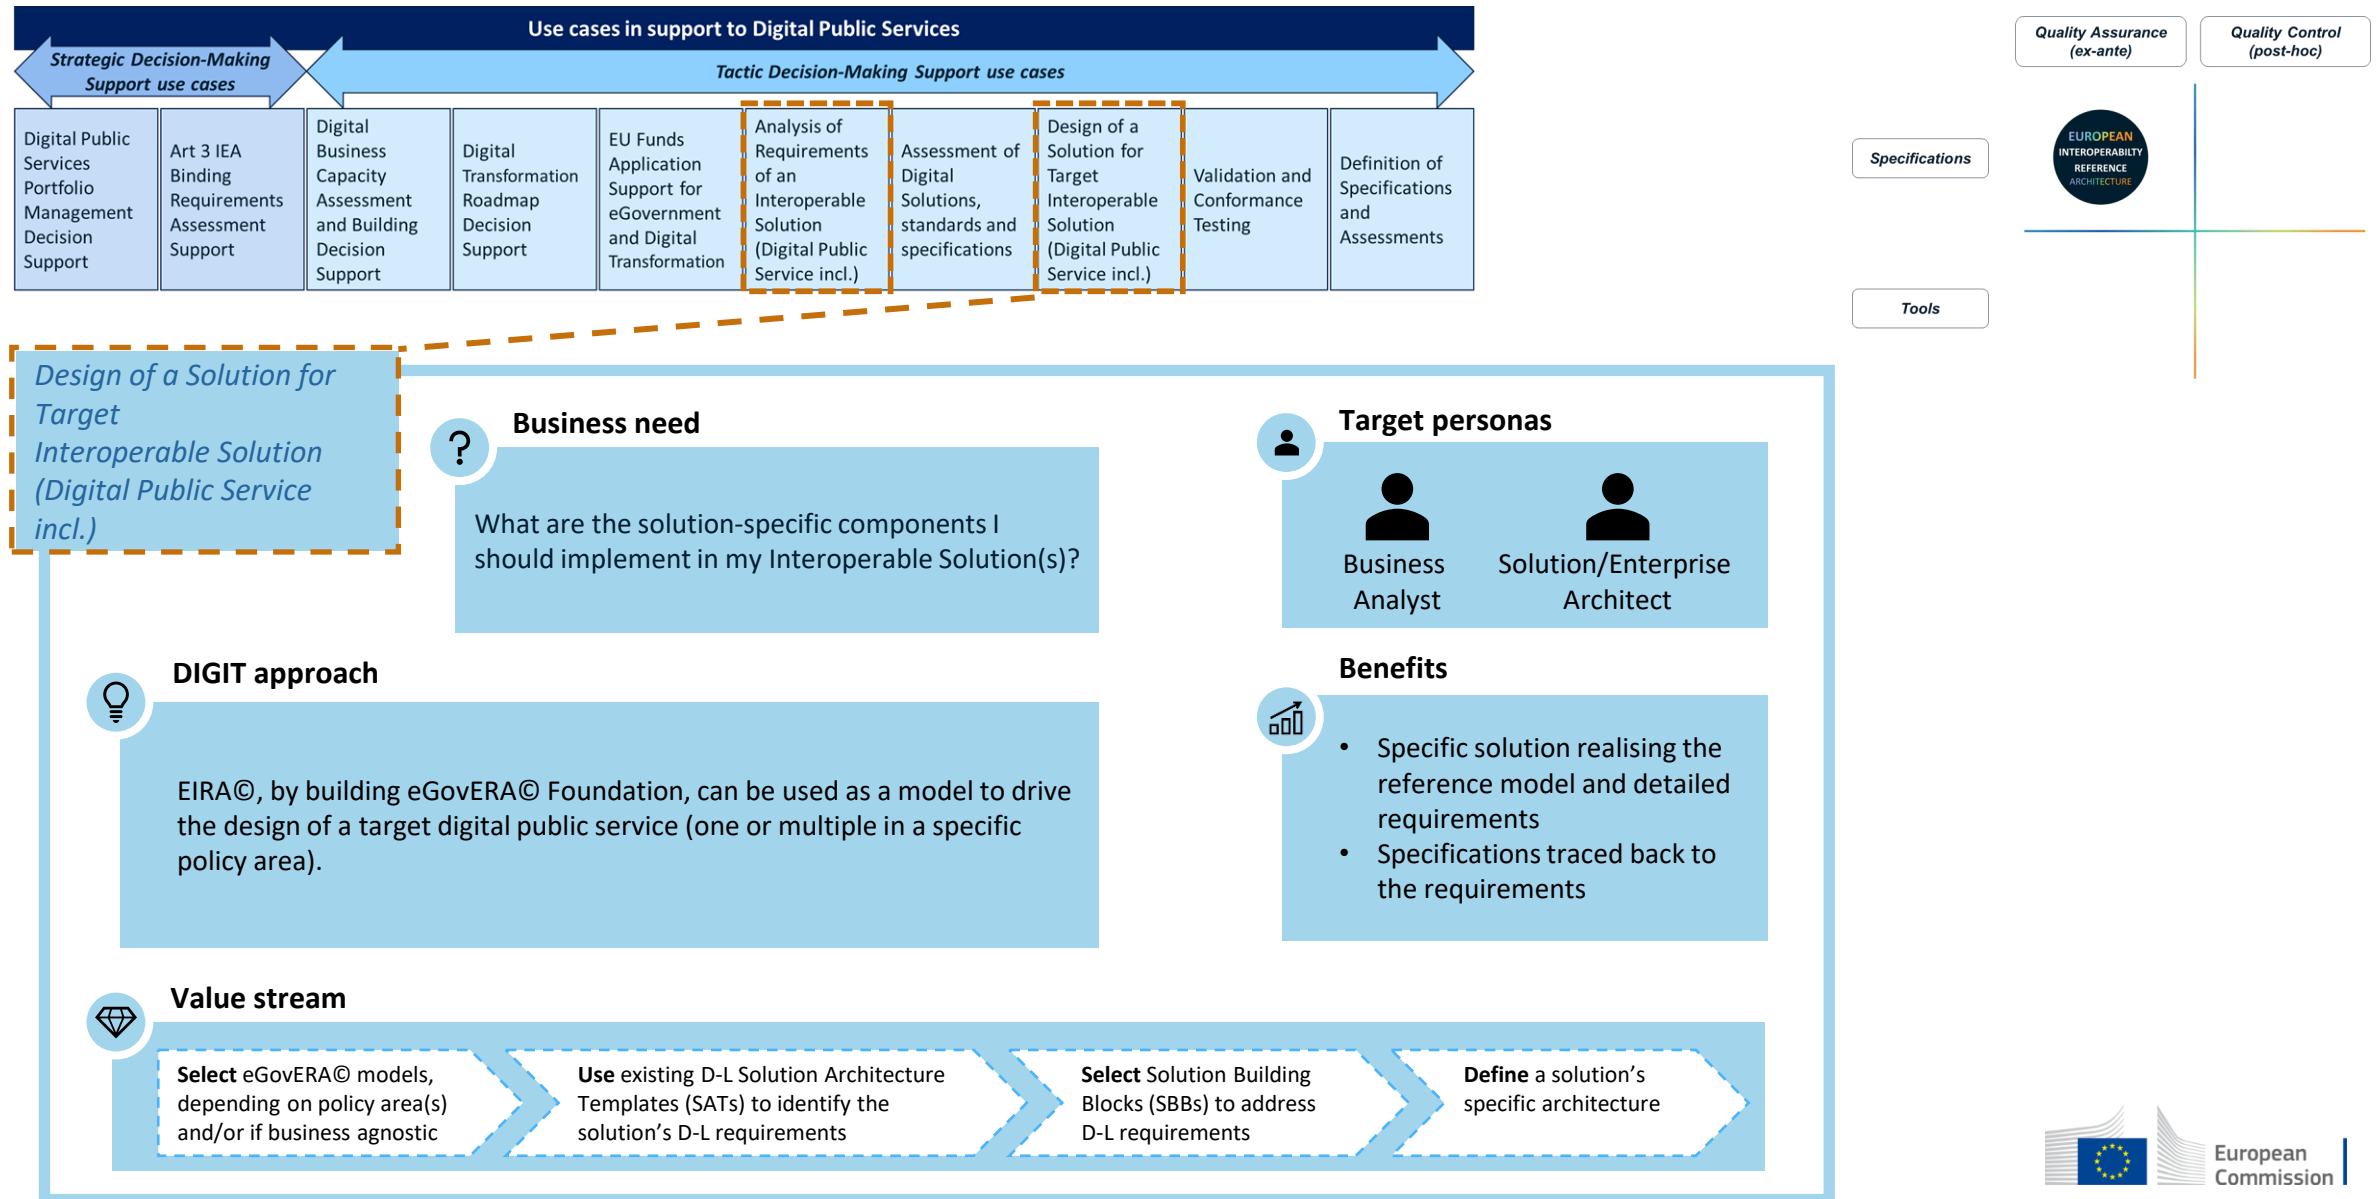 Use cases in support to Digital Public Services
Strategic Decision-Making
Support use cases
Tactic Decision-Making Support use cases
Digital Public
Services
Portfolio
Management
Decision
Support
Art 3 IEA
Binding
Requirements
Assessment
Support
Digital
Business
Capacity
Assessment
and Building
Decision
Support
Digital
Transformation
Roadmap
Decision
Support
EU Funds
Application
Support for
eGovernment
and Digital
Transformation
Analysis of
Requirements
of an
Interoperable
Solution
(Digital Public
Service incl.)
Assessment of
Digital
Solutions,
standards and
specifications
Design of a
Solution for
Target
Interoperable
Solution
(Digital Public
Service incl.)
Validation and
Conformance
Testing
Definition of
Specifications
and
Assessments
Quality Assurance
(ex-ante)
Quality Control
(post-hoc)
Specifications
EUROPEAN
INTEROPERABILTY
REFERENCE
ARCHITECTURE
Tools
Design of a Solution for
Target
Interoperable Solution
(Digital Public Service
incl.)
Business need
What are the solution-specific components I
should implement in my Interoperable Solution(s)?
Target personas
Business
Analyst
Solution/Enterprise
Architect
DIGIT approach
EIRA©, by building eGovERA© Foundation, can be used as a model to drive
the design of a target digital public service (one or multiple in a specific
policy area).
Benefits
• Specific solution realising the
reference model and detailed
requirements
• Specifications traced back to
the requirements
Value stream
Select eGovERA© models,
depending on policy area(s)
and/or if business agnostic
Use existing D-L Solution Architecture
Templates (SATs) to identify the
solution's D-L requirements
Select Solution Building
Blocks (SBBs) to address
D-L requirements
Define a solution's
specific architecture
European
Commission